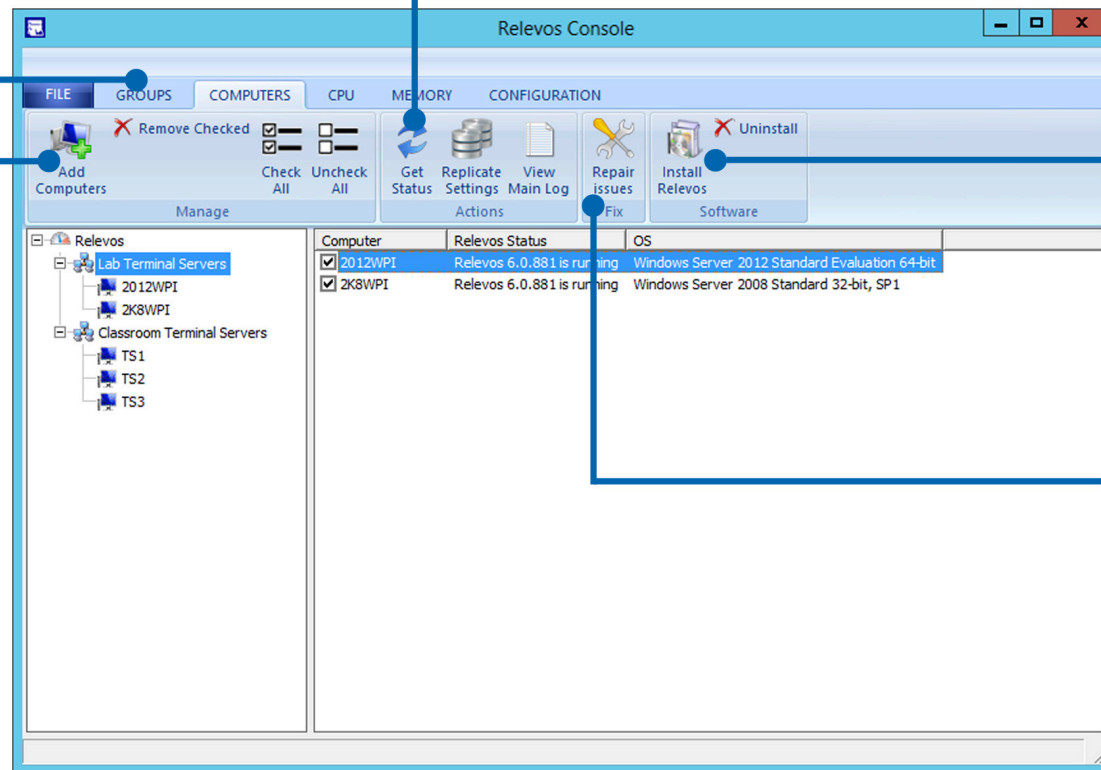 Relevos Console
FILE GROUPS COMPUTERS CPU MEMORY CONFIGURATION
Add Computers
Remove Checked
Check All
Uncheck All
Manage
Get Status
Replicate Settings
View Main Log
Actions
Repair issues
Fix
Install Relevos
Uninstall
Software
Relevos
Lab Terminal Servers
2012WPI
2K8WPI
Classroom Terminal Servers
TS1
TS2
TS3
Computer Relevos Status OS
2012WPI Relevos 6.0.881 is running Windows Server 2012 Standard Evaluation 64-bit
2K8WPI Relevos 6.0.881 is running Windows Server 2008 Standard 32-bit, SP1